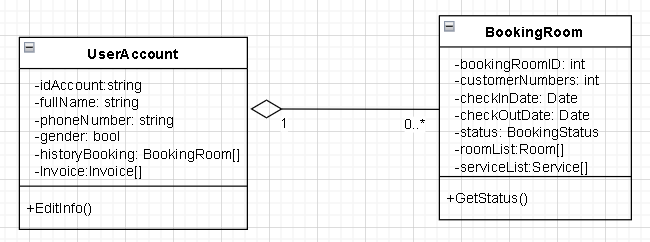 UserAccount
-idAccount:string
-fullName: string
-phoneNumber: string
-gender: bool
-historyBooking: BookingRoom[]
-Invoice:Invoice[]
+EditInfo()
1
0..*
BookingRoom
-bookingRoomID: int
-customerNumbers: int
-checkInDate: Date
-checkOutDate: Date
-status: BookingStatus
-roomList:Room[]
-serviceList:Service[]
+GetStatus()